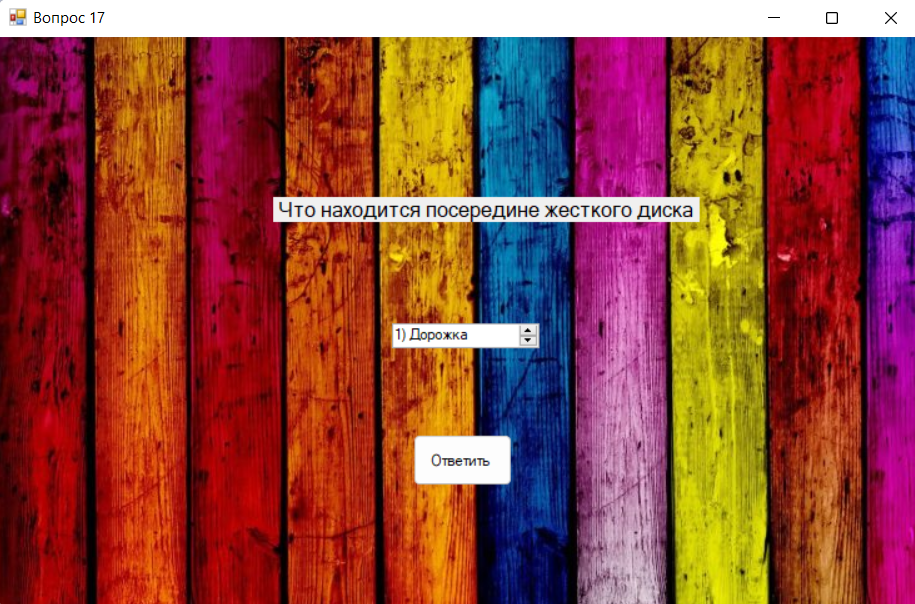 Вопрос 17
Что находится посередине жесткого диска
1) Дорожка
Ответить